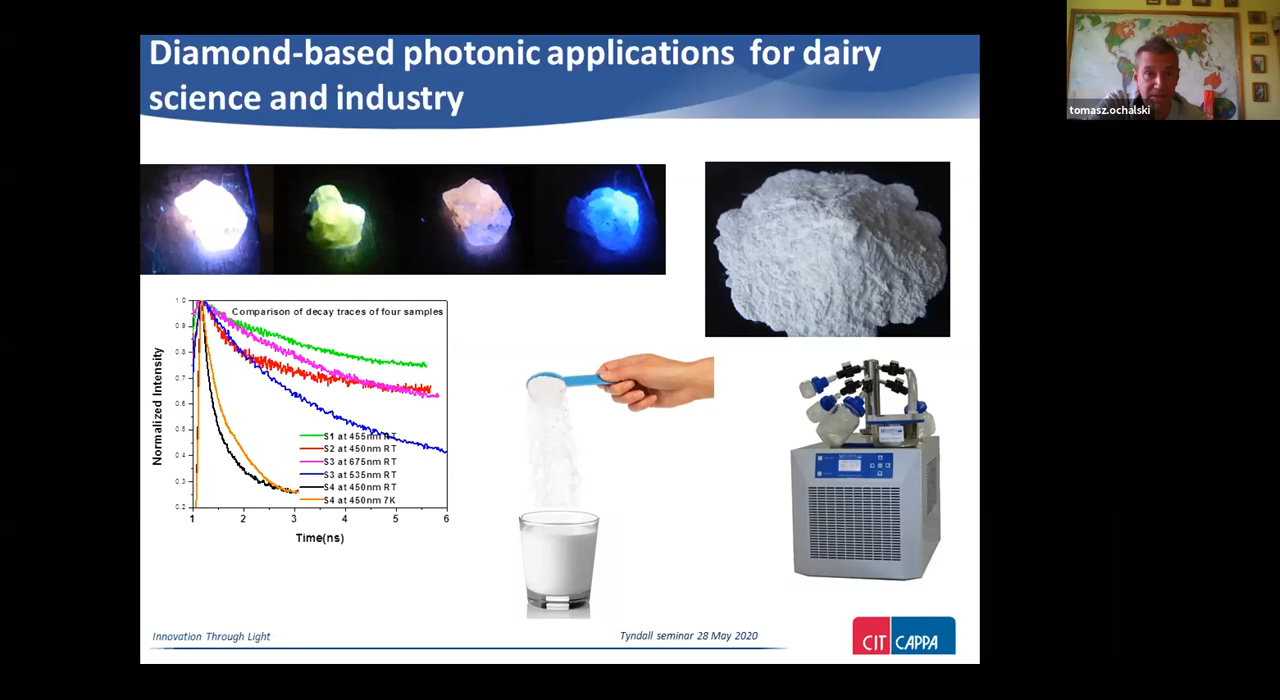 Diamond-based photonic applications for dairy
science and industry
tomasz.ochalski
Comparison of decay traces of four samples
Normalized Intensity
1.0
0.9
0.8
0.7
0.6
0.5
0.4
0.3
0.2
S1 at 455nm RT
S2 at 450nm RT
S3 at 675nm RT
S3 at 535nm RT
S4 at 450nm RT
S4 at 450nm 7K
1 2 3 4 5 6
Time(ns)
Innovation Through Light
Tyndall seminar 28 May 2020
CIT CAPPA